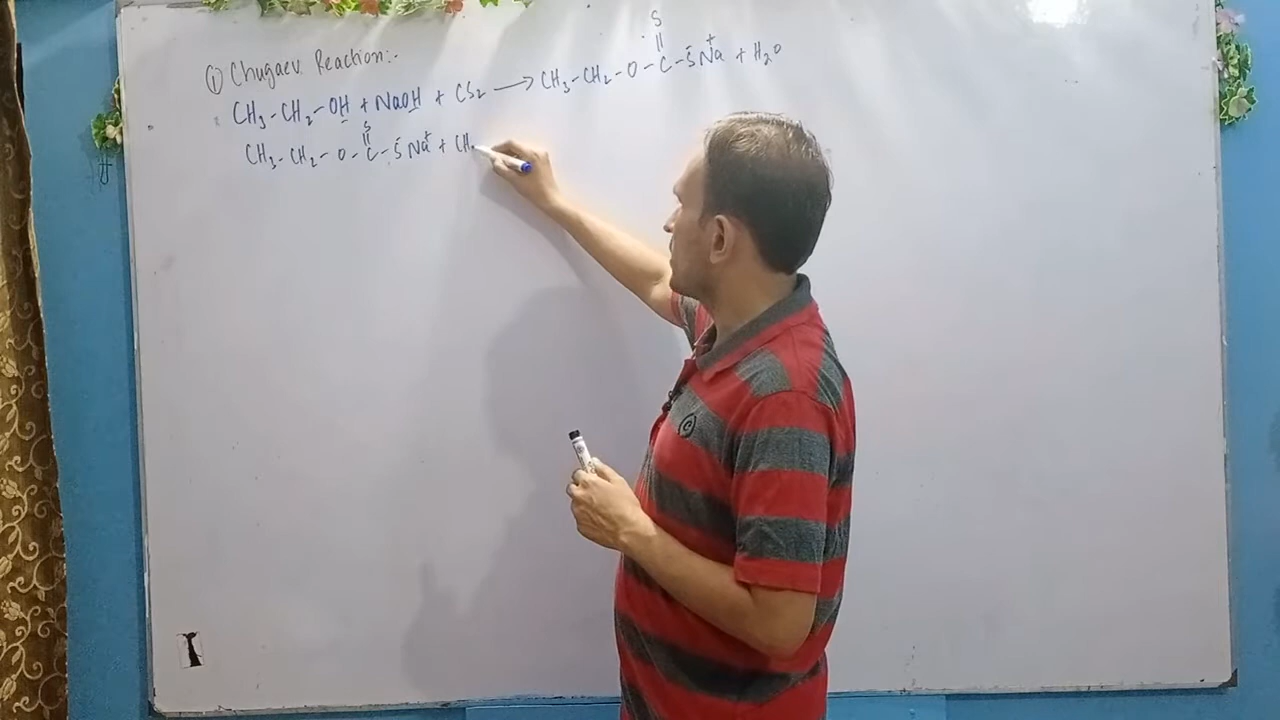 ① Chugaev Reaction:-
S
||
CH3-CH2-OH + NaOH + CS2 → CH3-CH2-O-C-S̄Na⁺ + H2O
S
||
CH3-CH2-O-C-S̄Na⁺ + CH